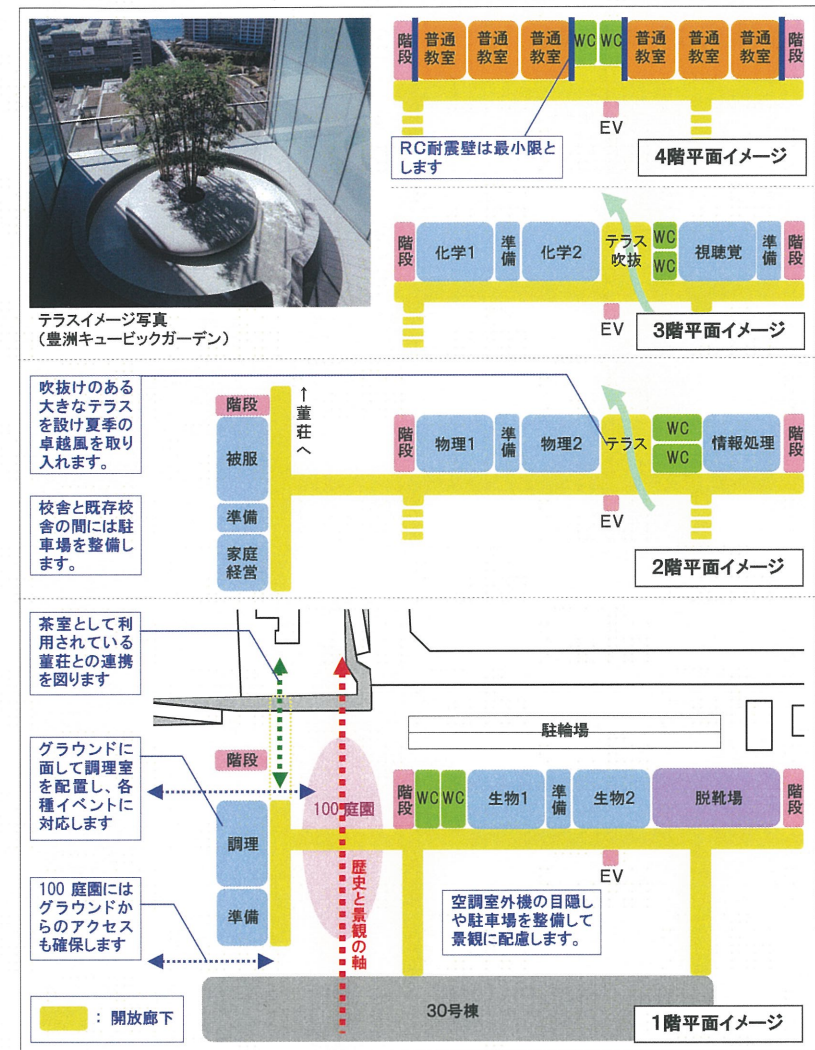 階段
普通
教室
普通
教室
普通
教室
WC
WC
普通
教室
普通
教室
普通
教室
階段
EV
RC耐震壁は最小限と
します
4階平面イメージ
テラスイメージ写真
(豊洲キュービックガーデン)
階段
化学1
準備
化学2
テラス
吹抜
WC
WC
視聴覚
準備
階段
EV
3階平面イメージ
吹抜けのある
大きなテラス
を設け夏季の
卓越風を取り
入れます。
校舎と既存校
舎の間には駐
車場を整備し
ます。
階段
被服
準備
家庭
経営
↑菫荘へ
階段
物理1
準備
物理2
テラス
WC
WC
情報処理
階段
EV
2階平面イメージ
茶室として利
用されている
菫荘との連携
を図ります
グラウンドに
面して調理室
を配置し、各
種イベントに
対応します
100 庭園には
グラウンドか
らのアクセス
も確保します
駐輪場
階段
調理
準備
100 庭園
歴史と景観の軸
階段
WC
WC
生物1
準備
生物2
脱靴場
階段
EV
空調室外機の目隠し
や駐車場を整備して
景観に配慮します。
30号棟
:開放廊下
1階平面イメージ